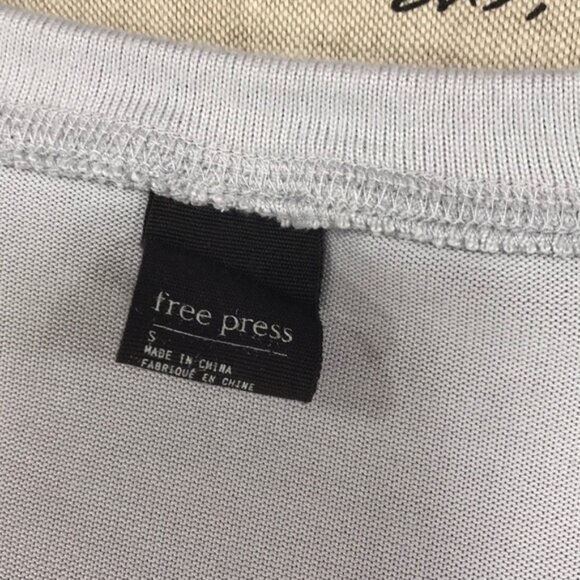 free press
S
MADE IN CHINA
FABRIQUÉ EN CHINE